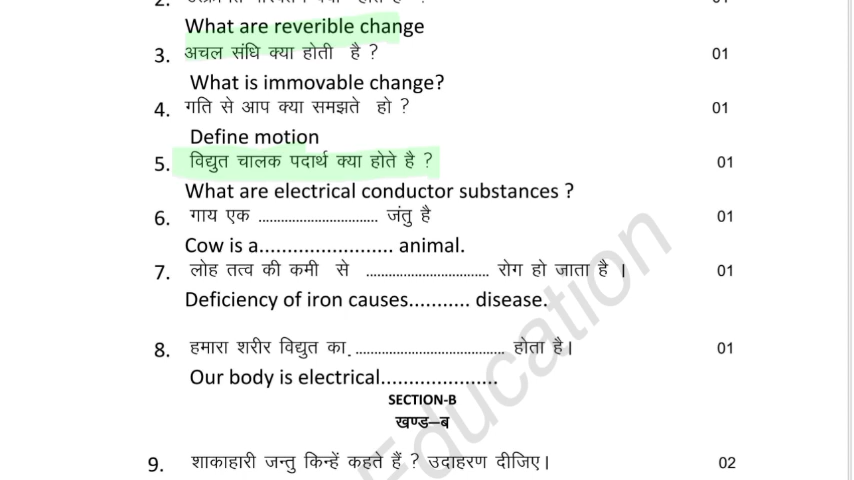 2. 01
What are reverible change
3. अचल संधि क्या होती है ? 01
What is immovable change?
4. गति से आप क्या समझते हो ? 01
Define motion
5. विद्युत चालक पदार्थ क्या होते है ? 01
What are electrical conductor substances ?
6. गाय एक ................................ जंतु है 01
Cow is a....................... animal.
7. लोह तत्व की कमी से ................................. रोग हो जाता है । 01
Deficiency of iron causes........... disease.
8. हमारा शरीर विद्युत का ........................................ होता है। 01
Our body is electrical....................
SECTION-B
खण्ड–ब
9. शाकाहारी जन्तु किन्हें कहते हैं ? उदाहरण दीजिए। 02
Education